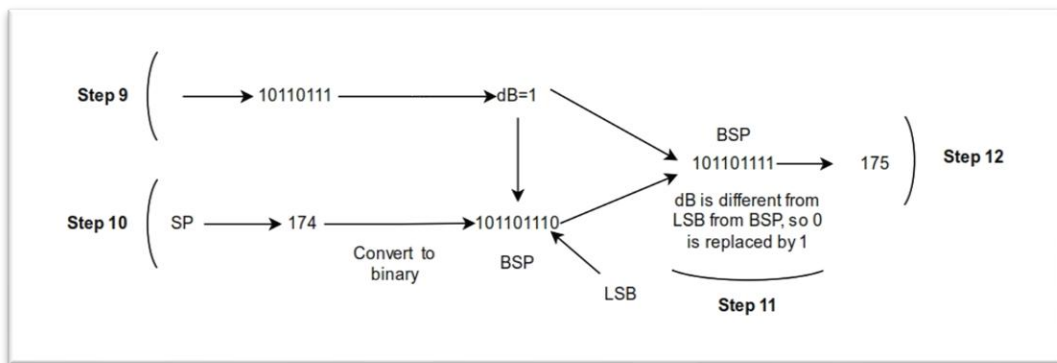 Step 9
10110111
dB=1
BSP
101101111
175
Step 12
Step 10
SP
174
101101110
Convert to
binary
BSP
LSB
dB is different from
LSB from BSP, so 0
is replaced by 1
Step 11